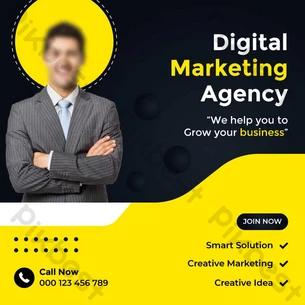 Digital
Marketing
Agency
“We help you to
Grow your business”
JOIN NOW
Smart Solution
Creative Marketing
Creative Idea
Call Now
000 123 456 789
pikbest